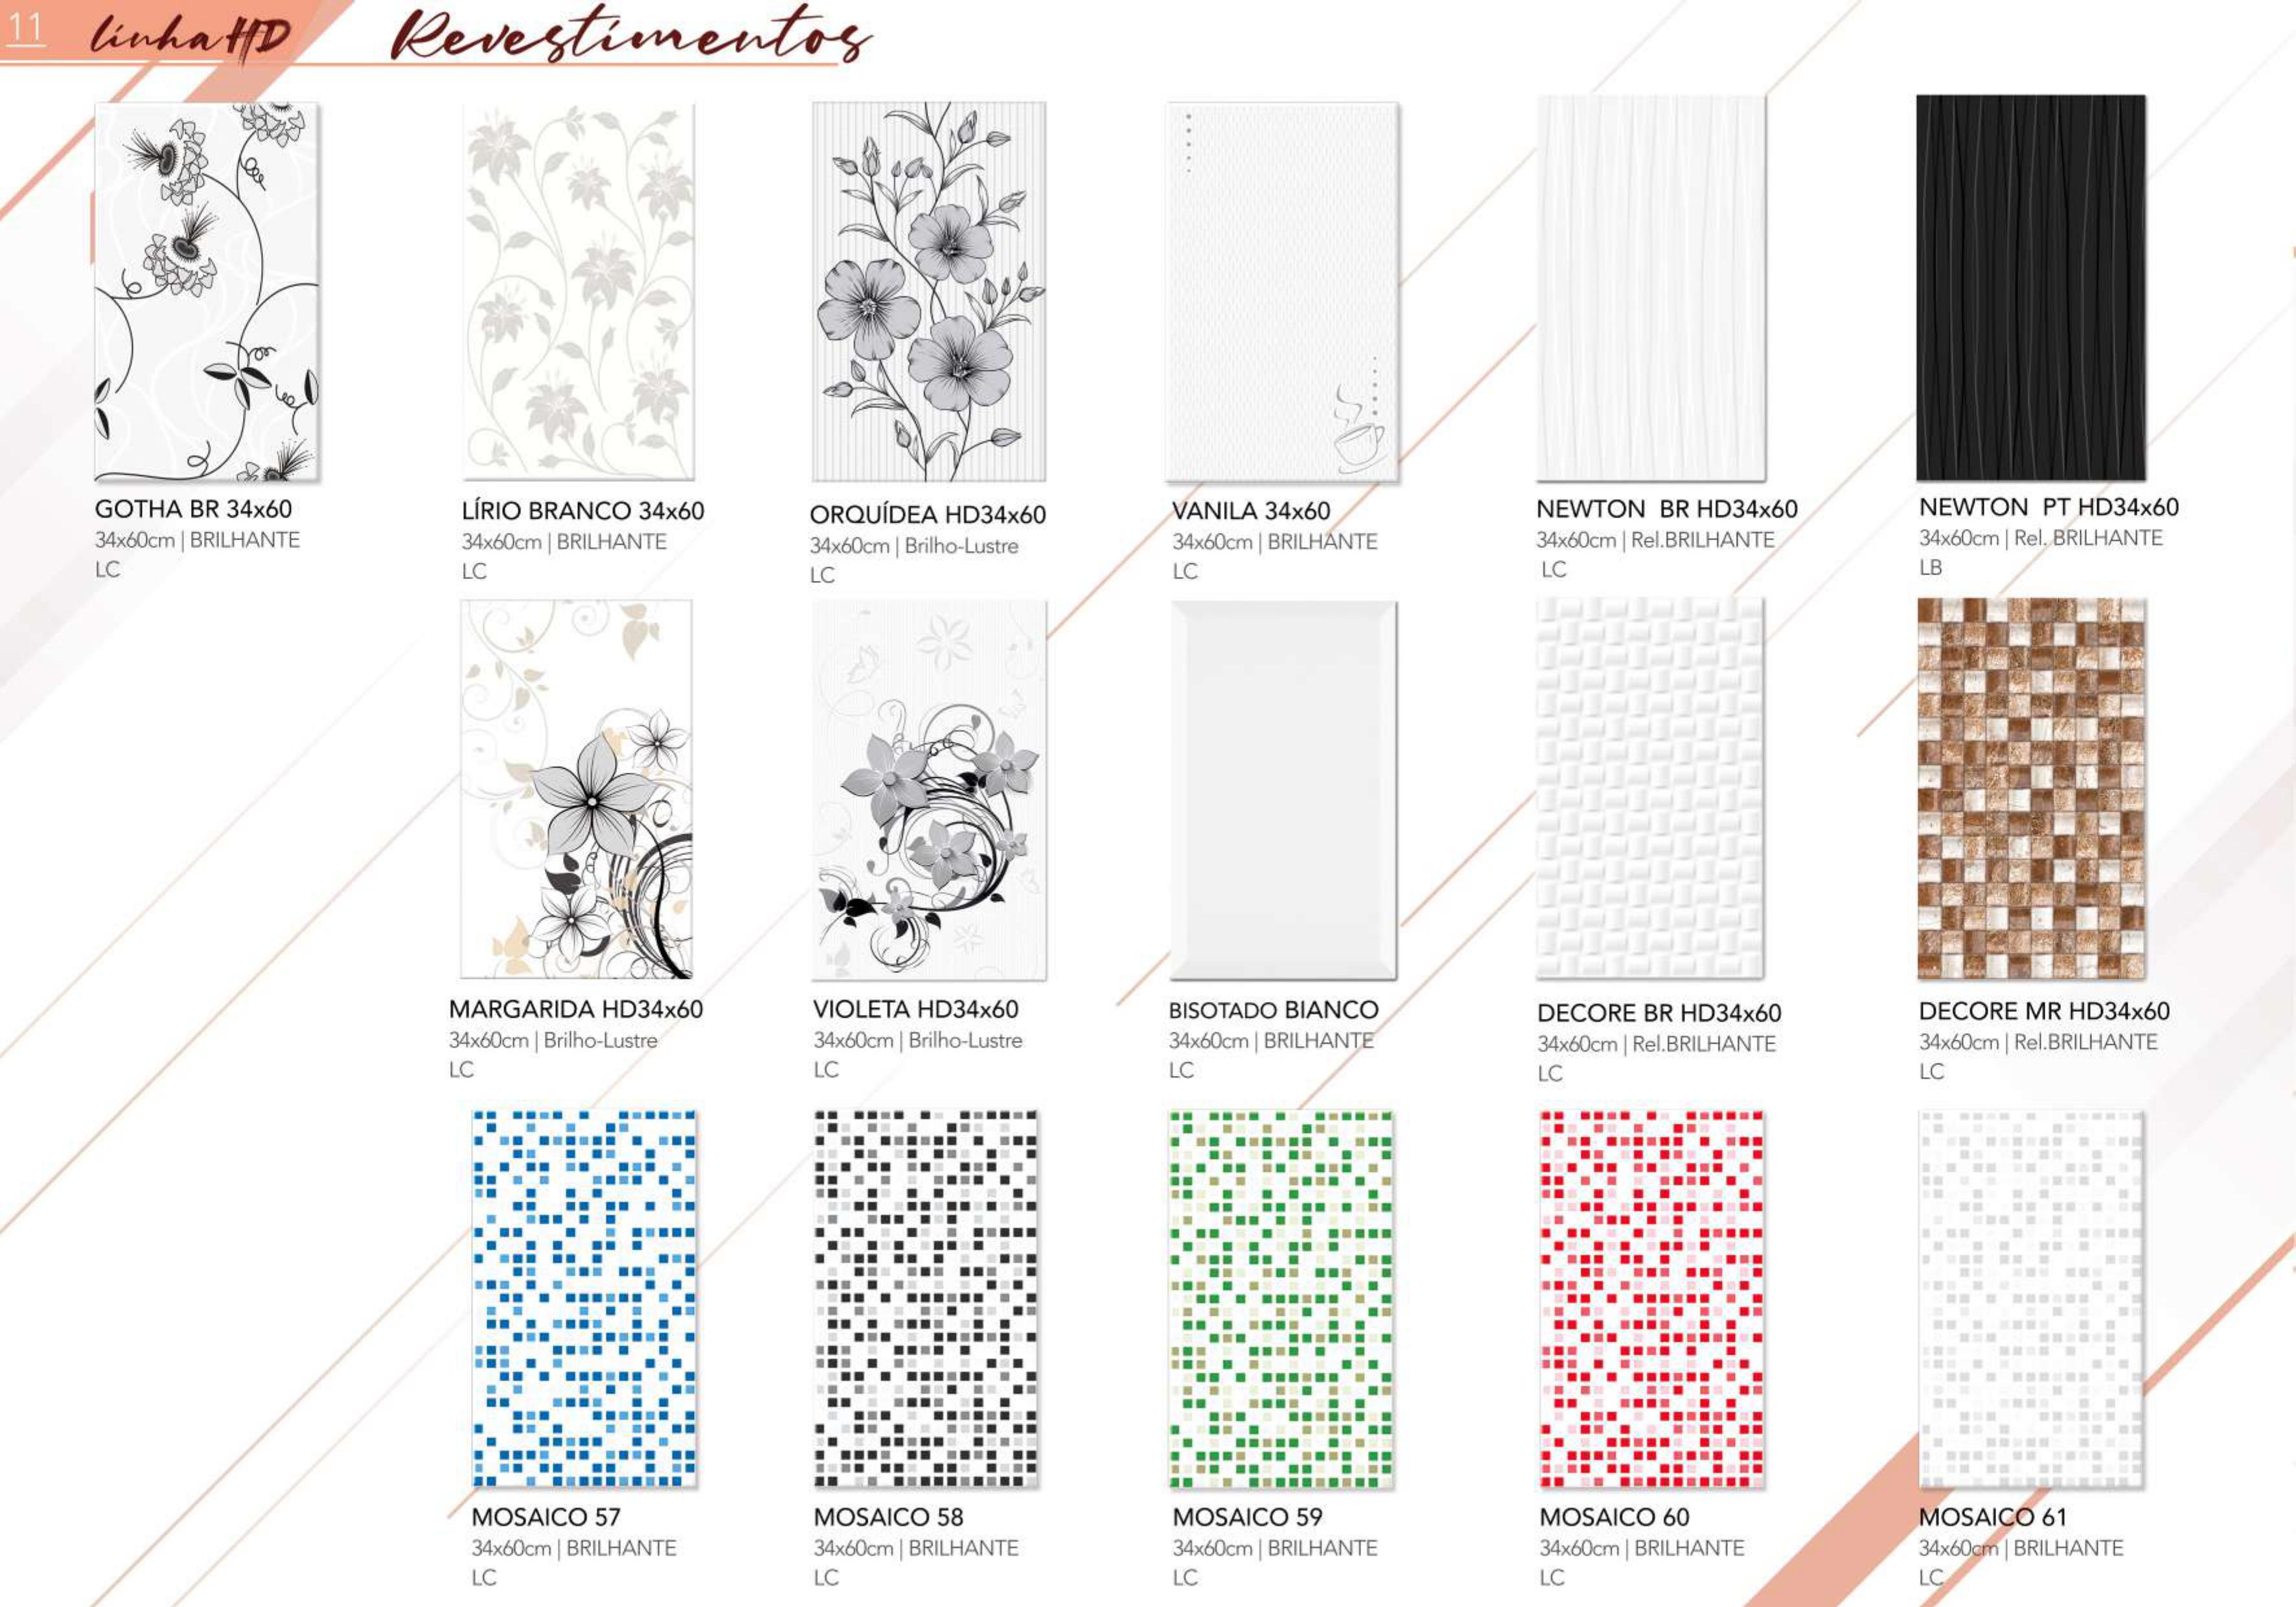 11 linha HD Revestimentos
GOTHA BR 34x60
34x60cm | BRILHANTE
LC
LÍRIO BRANCO 34x60
34x60cm | BRILHANTE
LC
ORQUÍDEA HD34x60
34x60cm | Brilho-Lustre
LC
VANILA 34x60
34x60cm | BRILHANTE
LC
NEWTON BR HD34x60
34x60cm | Rel.BRILHANTE
LC
NEWTON PT HD34x60
34x60cm | Rel. BRILHANTE
LB
MARGARIDA HD34x60
34x60cm | Brilho-Lustre
LC
VIOLETA HD34x60
34x60cm | Brilho-Lustre
LC
BISOTADO BIANCO
34x60cm | BRILHANTE
LC
DECORE BR HD34x60
34x60cm | Rel.BRILHANTE
LC
DECORE MR HD34x60
34x60cm | Rel.BRILHANTE
LC
MOSAICO 57
34x60cm | BRILHANTE
LC
MOSAICO 58
34x60cm | BRILHANTE
LC
MOSAICO 59
34x60cm | BRILHANTE
LC
MOSAICO 60
34x60cm | BRILHANTE
LC
MOSAICO 61
34x60cm | BRILHANTE
LC